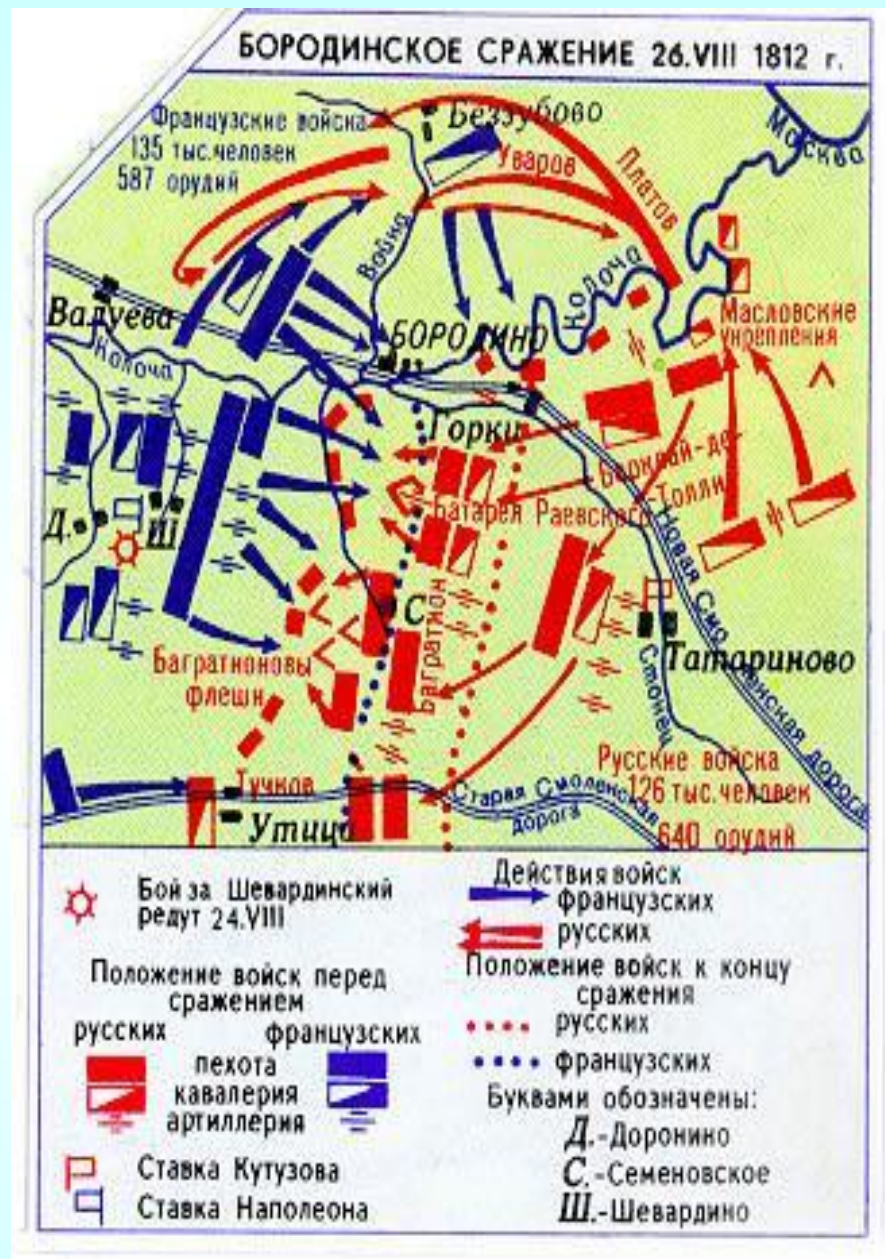 БОРОДИНСКОЕ СРАЖЕНИЕ 26.VIII 1812 г.
Французские войска
135 тыс.человек
587 орудий
Беззубово
Москва
Уваров
Платов
Война
Колоча
Валуева
БОРОДИНО
Масловские
укрепления
Колоча
Горки
Барклай-де-
-Толли
Батарея Раевского
Д.
Ш
Новая Смоленская дорога
С
Багратион
Татариново
Стонец
Багратионовы
флеши
Русские войска
126 тыс.человек
640 орудий
Тучков
Утица
Старая Смоленская
дорога
Бой за Шевардинский
редут 24.VIII
Положение войск перед
сражением
русских французских
пехота
кавалерия
артиллерия
Ставка Кутузова
Ставка Наполеона
Действия войск
французских
русских
Положение войск к концу
сражения
русских
французских
Буквами обозначены:
Д.-Доронино
С.-Семеновское
Ш.-Шевардино